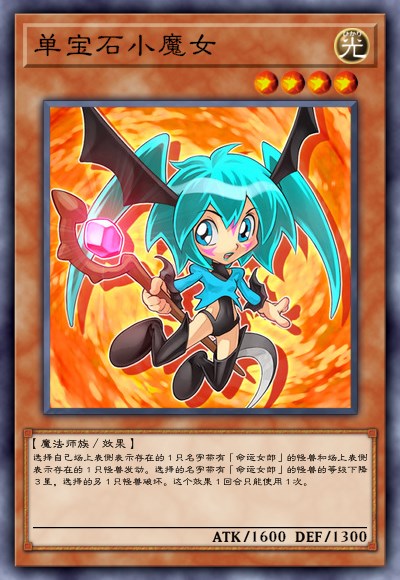 单宝石小魔女
光
【魔法师族／效果】
选择自己场上表侧表示存在的1只名字带有「命运女郎」的怪兽和场上表侧
表示存在的1只怪兽发动。选择的名字带有「命运女郎」的怪兽的等级下降
3星，选择的另1只怪兽破坏。这个效果1回合只能使用1次。
ATK/1600 DEF/1300